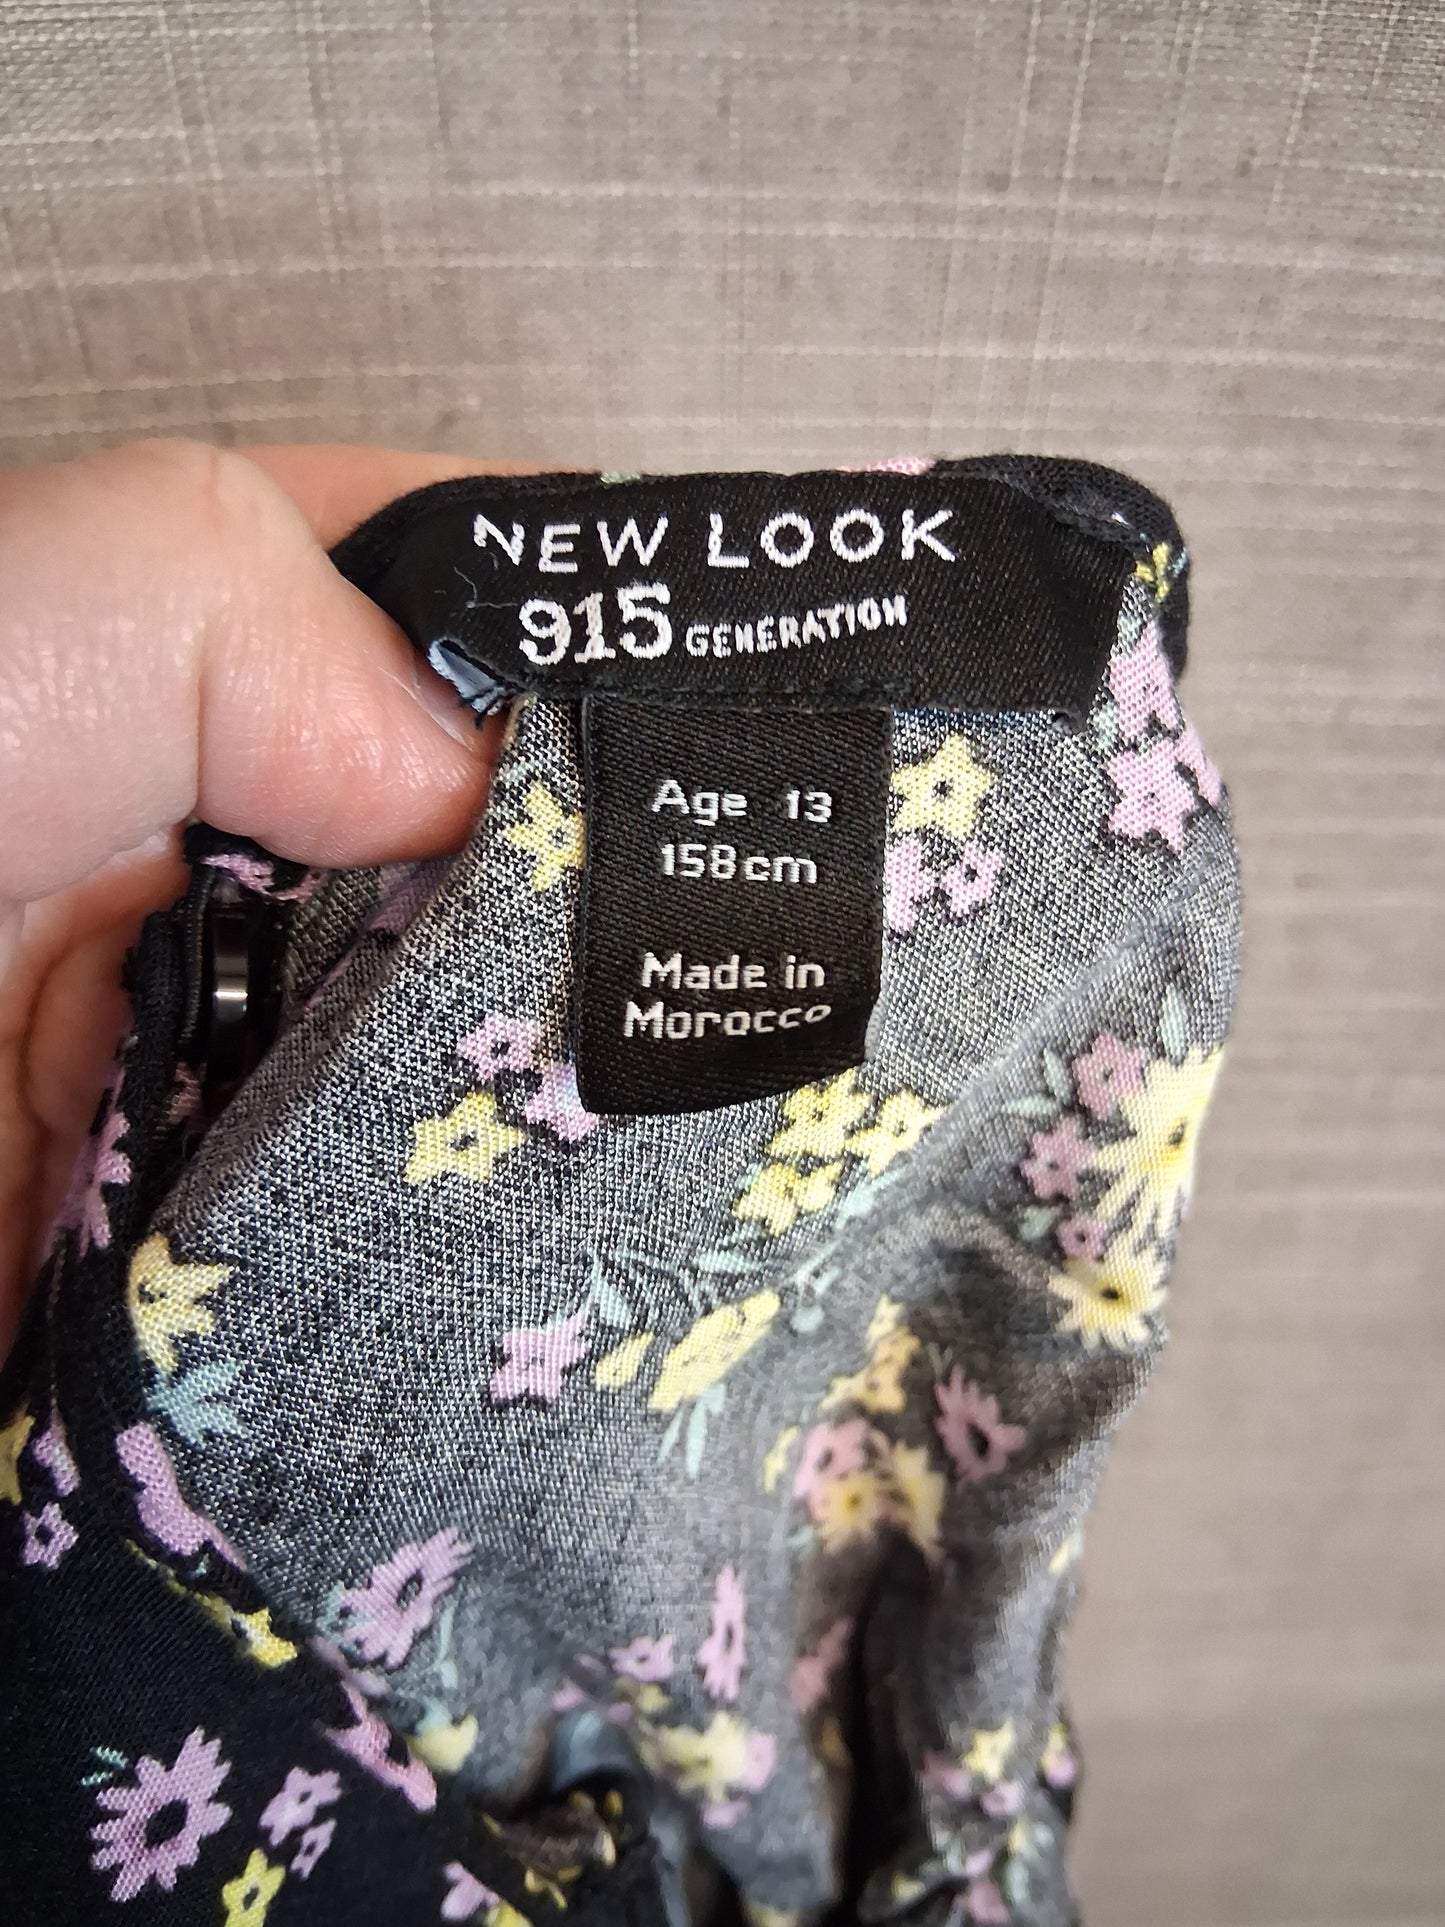 NEW LOOK
915 GENERATION
Age 13
158cm
Made in
Morocco